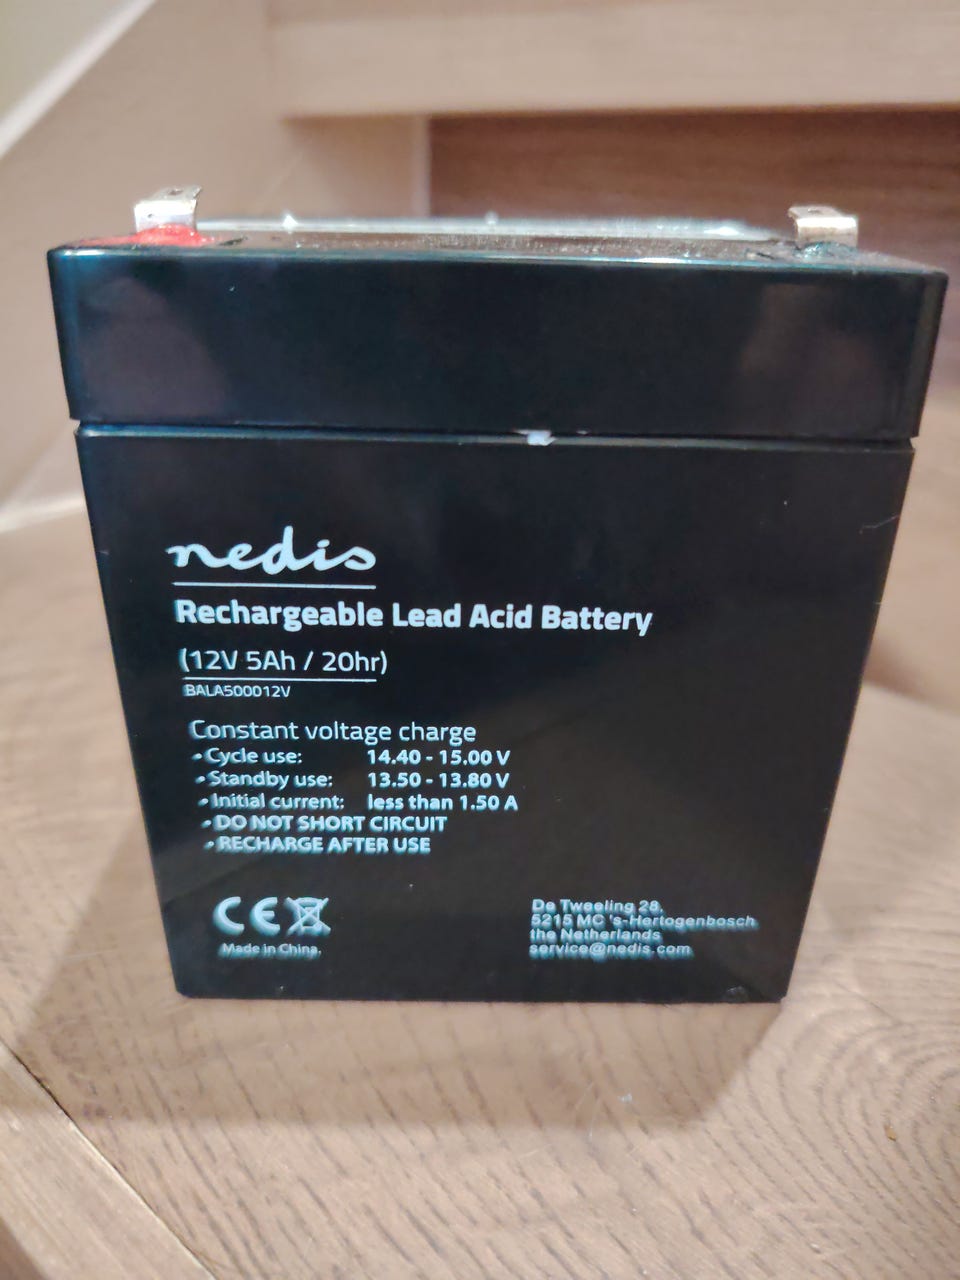 nedis
Rechargeable Lead Acid Battery
(12V 5Ah / 20hr)
BALA500012V
Constant voltage charge
• Cycle use: 14.40 - 15.00 V
• Standby use: 13.50 - 13.80 V
• Initial current: less than 1.50 A
• DO NOT SHORT CIRCUIT
• RECHARGE AFTER USE
CE
Made in China.
De Tweeling 28,
5215 MC 's-Hertogenbosch
the Netherlands
service@nedis.com